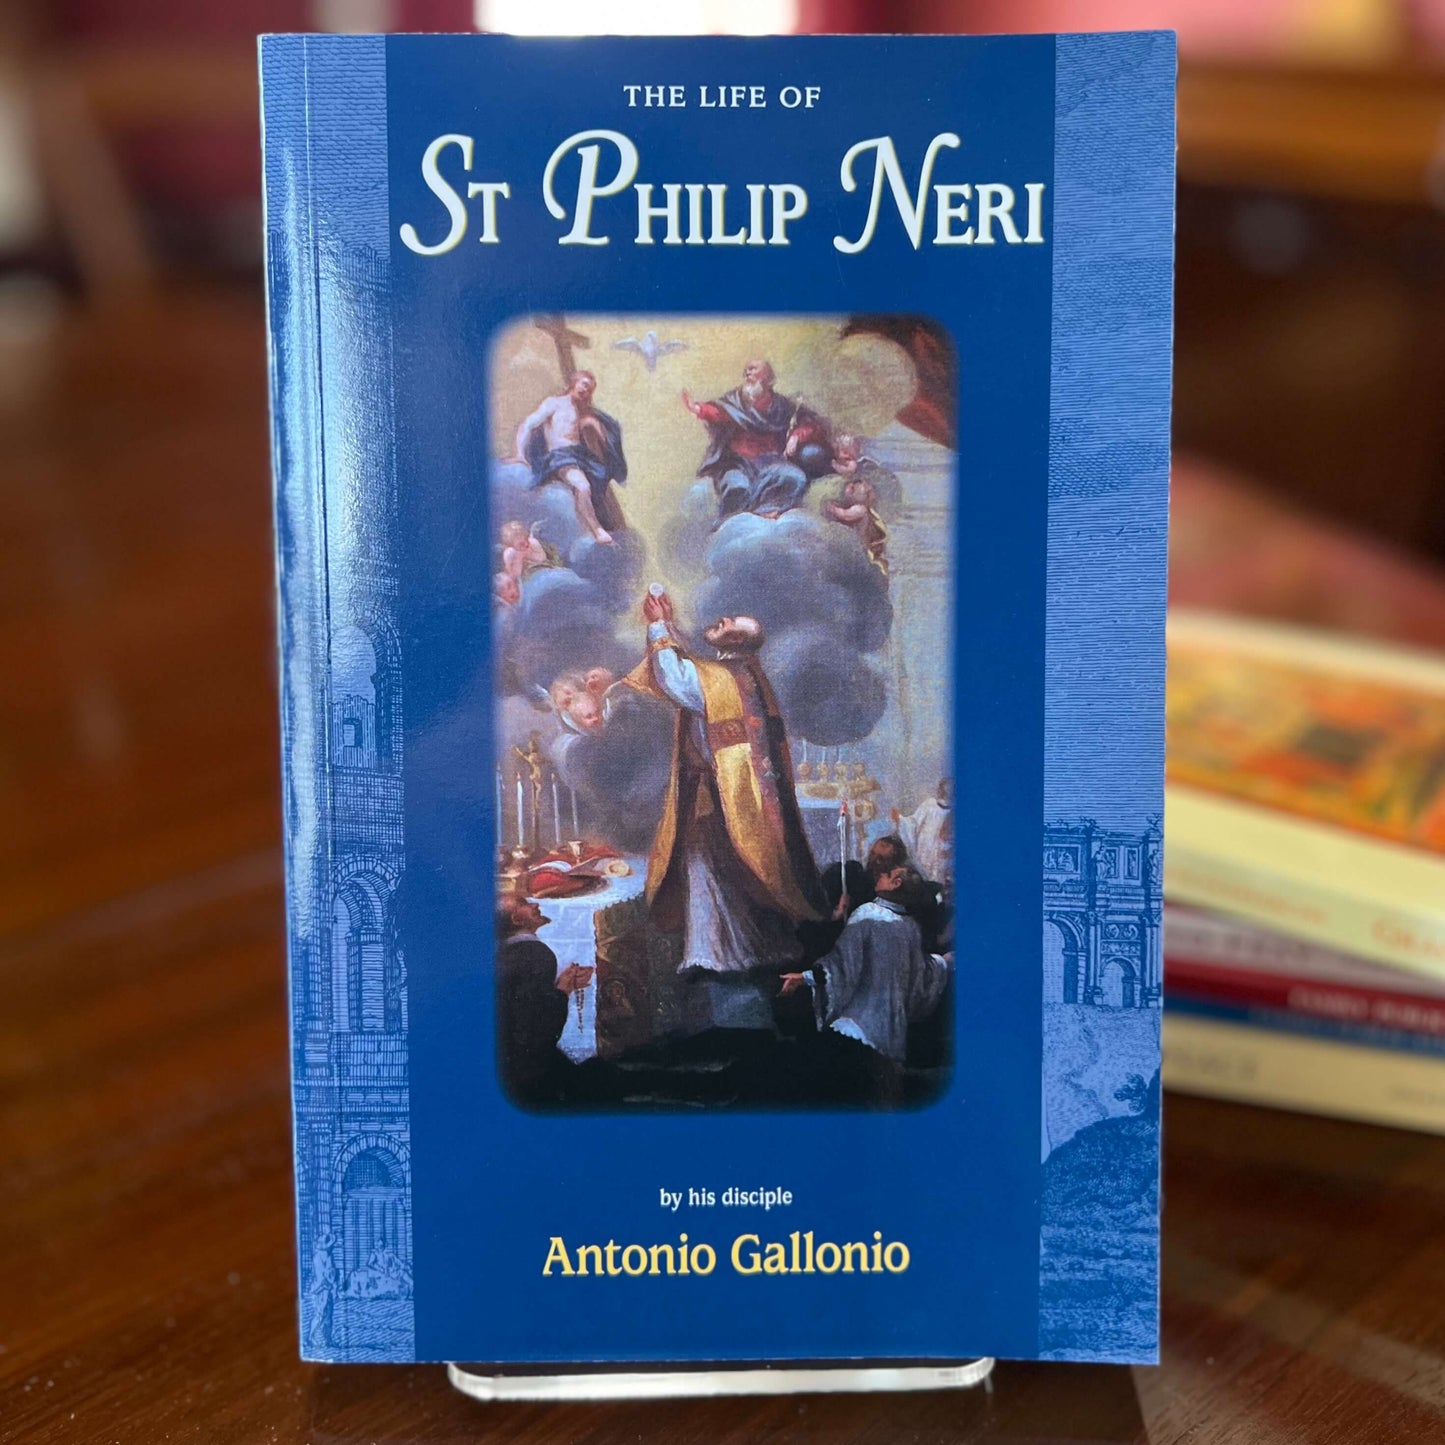 THE LIFE OF
ST PHILIP NERI
by his disciple
Antonio Gallonio